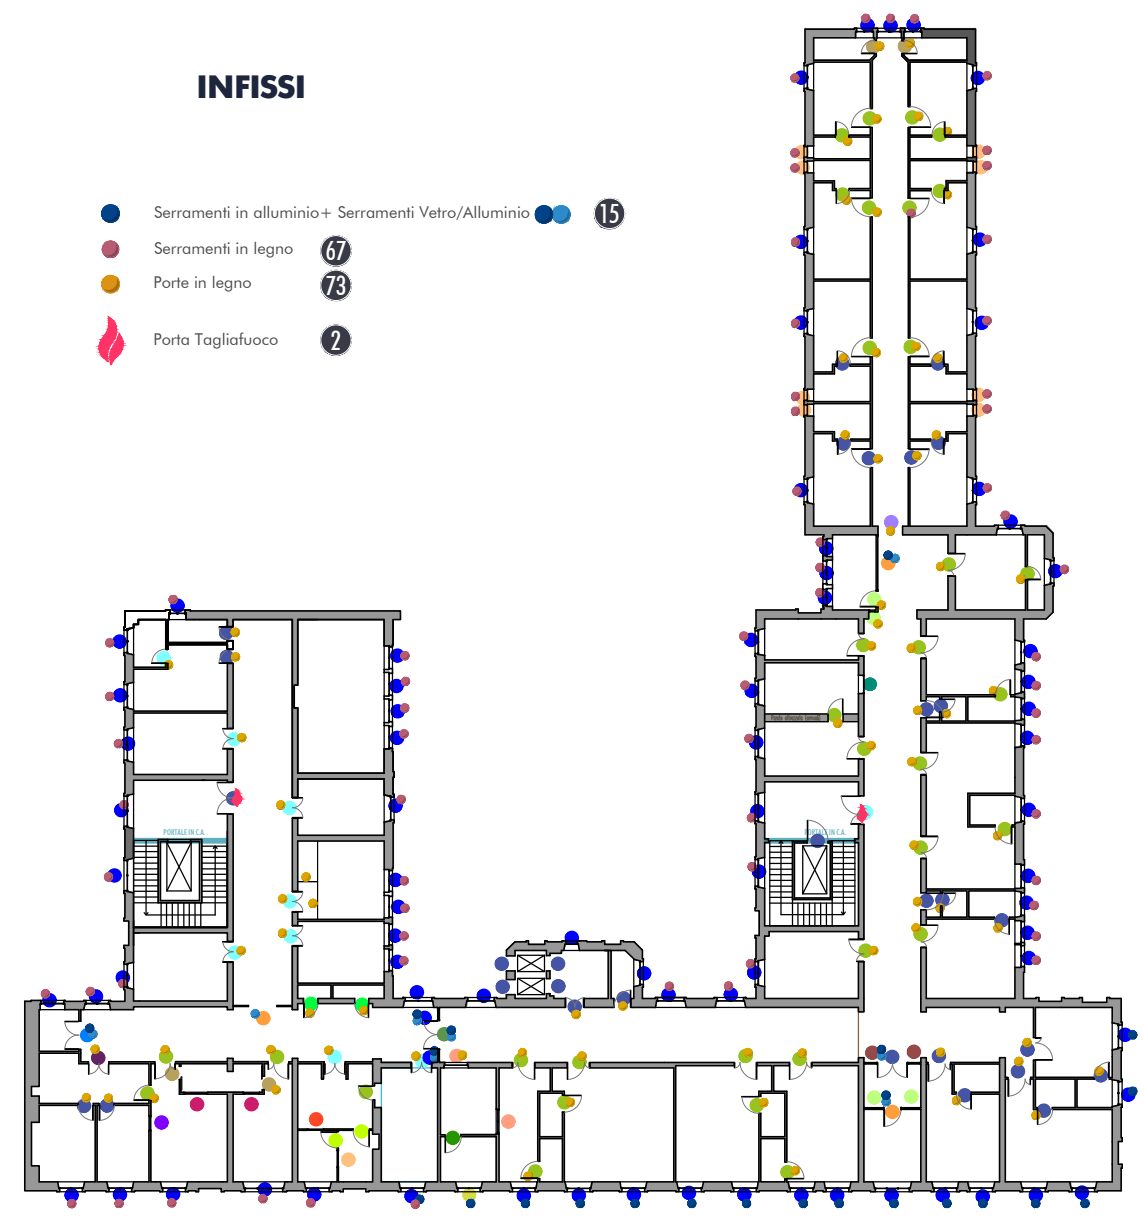 INFISSI
Serramenti in alluminio+ Serramenti Vetro/Alluminio 15
Serramenti in legno 67
Porte in legno 73
Porta Tagliafuoco 2
PORTALE IN C.A.
PORTALE IN C.A.